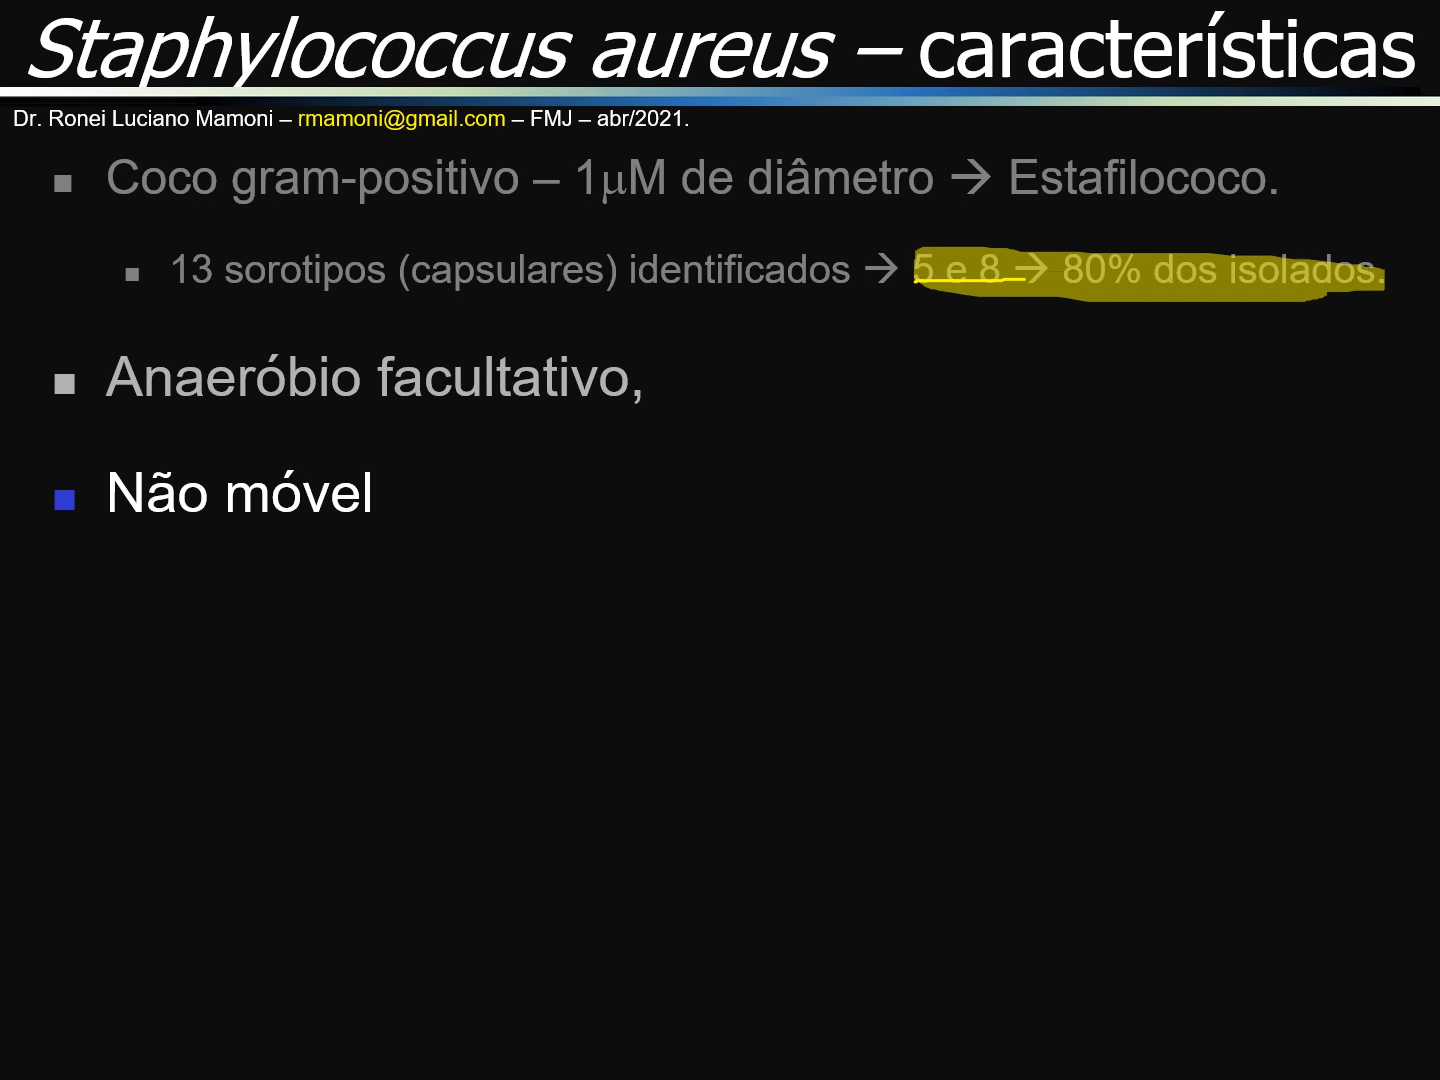 Staphylococcus aureus – características
Dr. Ronei Luciano Mamoni – rmamoni@gmail.com – FMJ – abr/2021.
Coco gram-positivo – 1μM de diâmetro → Estafilococo.
13 sorotipos (capsulares) identificados → 5 e 8 → 80% dos isolados.
Anaeróbio facultativo,
Não móvel